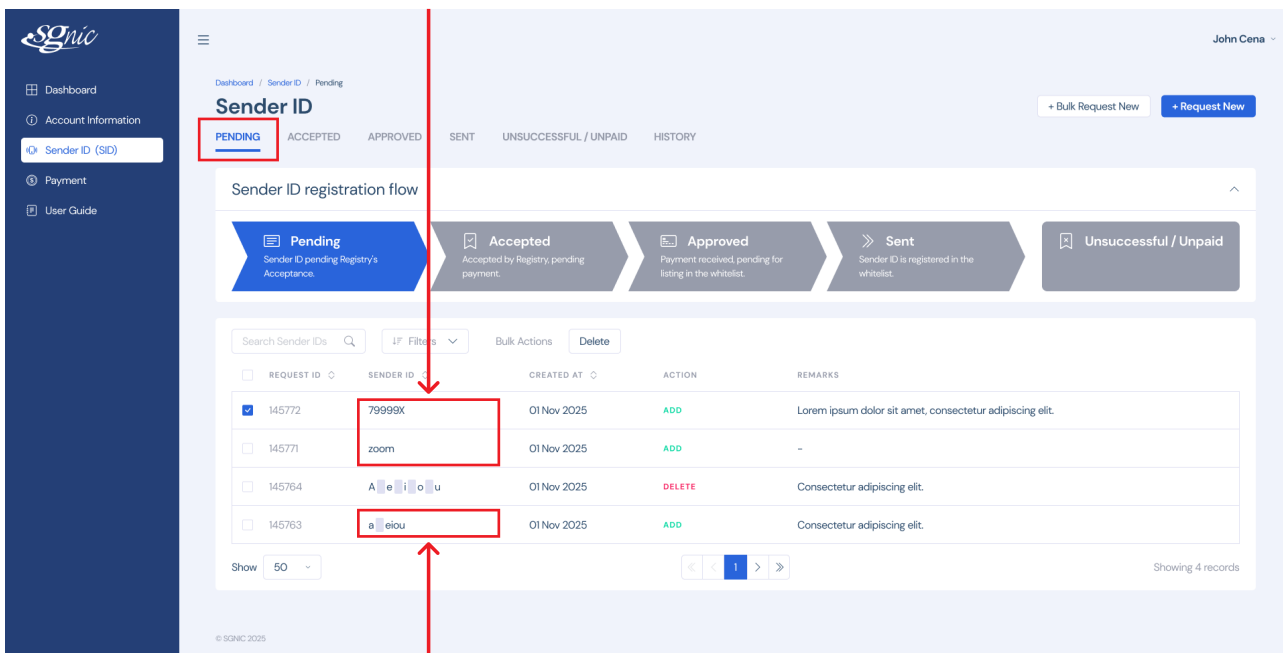 sgnic
John Cena
Dashboard
Account Information
Sender ID (SID)
Payment
User Guide
Dashboard / Sender ID / Pending
Sender ID
+ Bulk Request New
+ Request New
PENDING ACCEPTED APPROVED SENT UNSUCCESSFUL / UNPAID HISTORY
Sender ID registration flow
Pending
Sender ID pending Registry's
Acceptance.
Accepted
Accepted by Registry, pending
payment.
Approved
Payment received, pending for
listing in the whitelist.
Sent
Sender ID is registered in the
whitelist.
Unsuccessful / Unpaid
Search Sender IDs Filters Bulk Actions Delete
REQUEST ID SENDER ID CREATED AT ACTION REMARKS
145772 79999X 01 Nov 2025 ADD Lorem ipsum dolor sit amet, consectetur adipiscing elit.
145771 zoom 01 Nov 2025 ADD -
145764 A e i o u 01 Nov 2025 DELETE Consectetur adipiscing elit.
145763 a eiou 01 Nov 2025 ADD Consectetur adipiscing elit.
Show 50 « < 1 > » Showing 4 records
© SGNIC 2025